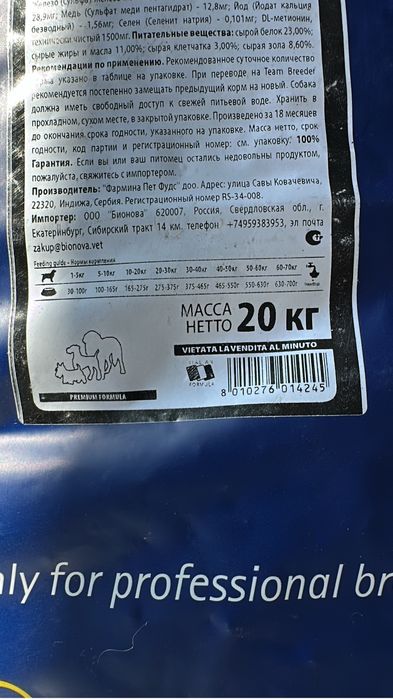 28,9мг; Медь (Сульфат меди пентагидрат) - 12,8мг; Йод (Йодат кальция
безводный) - 1,56мг; Селен (Селенит натрия) - 0,101мг; DL-метионин,
технически чистый 1500мг. Питательные вещества: сырой белок 23,00%;
сырые жиры и масла 11,00%; сырая клетчатка 3,00%; сырая зола 8,60%.
Рекомендации по применению. Рекомендованное суточное количество
указано в таблице на упаковке. При переводе на Team Breeder
рекомендуется постепенно замещать предыдущий корм на новый. Собака
должна иметь свободный доступ к свежей питьевой воде. Хранить в
прохладном, сухом месте, в закрытой упаковке. Произведено за 18 месяцев
до окончания срока годности, указанного на упаковке. Масса нетто, срок
годности, код партии и регистрационный номер: см. упаковку. 100%
Гарантия. Если вы или ваш питомец остались недовольны продуктом,
пожалуйста, свяжитесь с импортером.
Производитель: "Фармина Пет Фудс" доо. Адрес: улица Савы Ковачевича,
22320, Индижа, Сербия. Регистрационный номер RS-34-008.
Импортер: ООО "Бионова" 620007, Россия, Свердловская обл., г.
Екатеринбург, Сибирский тракт 14 км. телефон +74959383953, эл почта
zakup@bionova.vet
Feeding guide - Нормы кормления
1-5кг 5-10кг 10-20кг 20-30кг 30-40кг 40-50кг 50-60кг 60-70кг
30-100г 100-165г 165-275г 275-375г 375-465г 465-550г 550-630г 630-700г
МАССА
НЕТТО 20 кг
VIETATA LA VENDITA AL MINUTO
FORMULA
8 010276 014245
PREMIUM FORMULA
nly for professional br